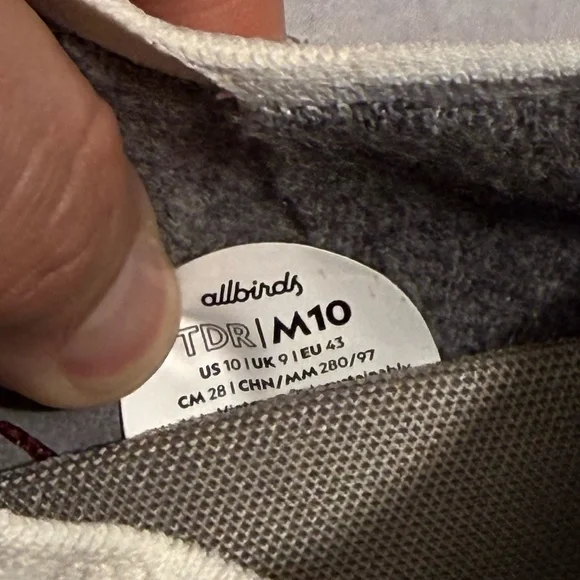 allbirds
TDR|M10
US 10 | UK 9 | EU 43
CM 28 | CHN/MM 280/97